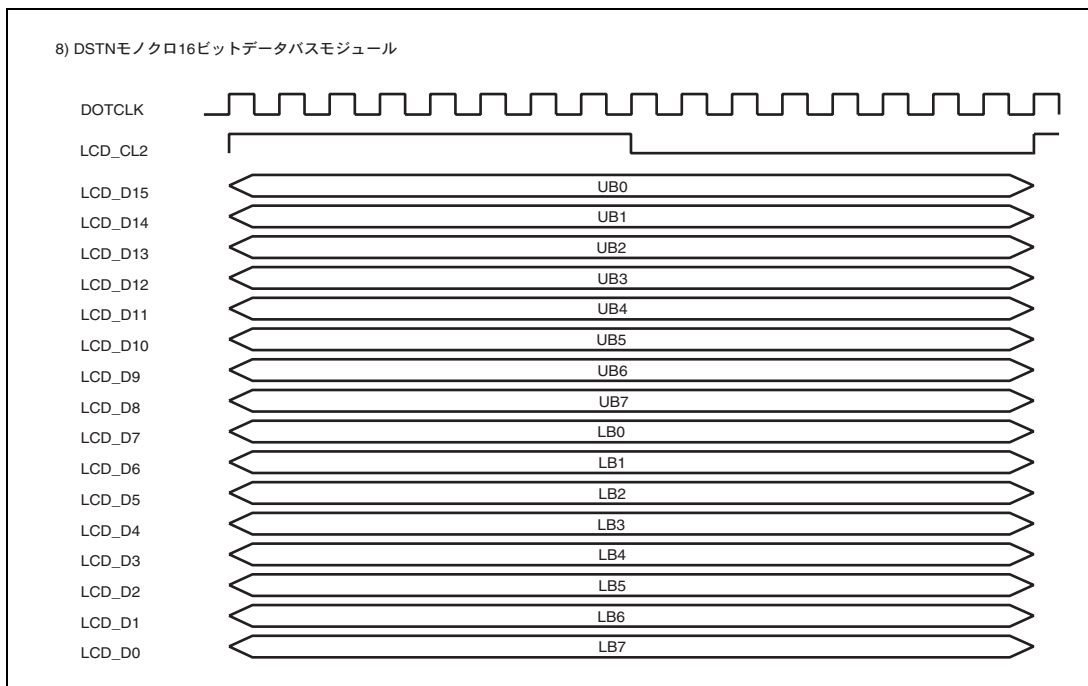 8) DSTNモノクロ16ビットデータバスモジュール
DOTCLK
LCD_CL2
LCD_D15 UB0
LCD_D14 UB1
LCD_D13 UB2
LCD_D12 UB3
LCD_D11 UB4
LCD_D10 UB5
LCD_D9 UB6
LCD_D8 UB7
LCD_D7 LB0
LCD_D6 LB1
LCD_D5 LB2
LCD_D4 LB3
LCD_D3 LB4
LCD_D2 LB5
LCD_D1 LB6
LCD_D0 LB7